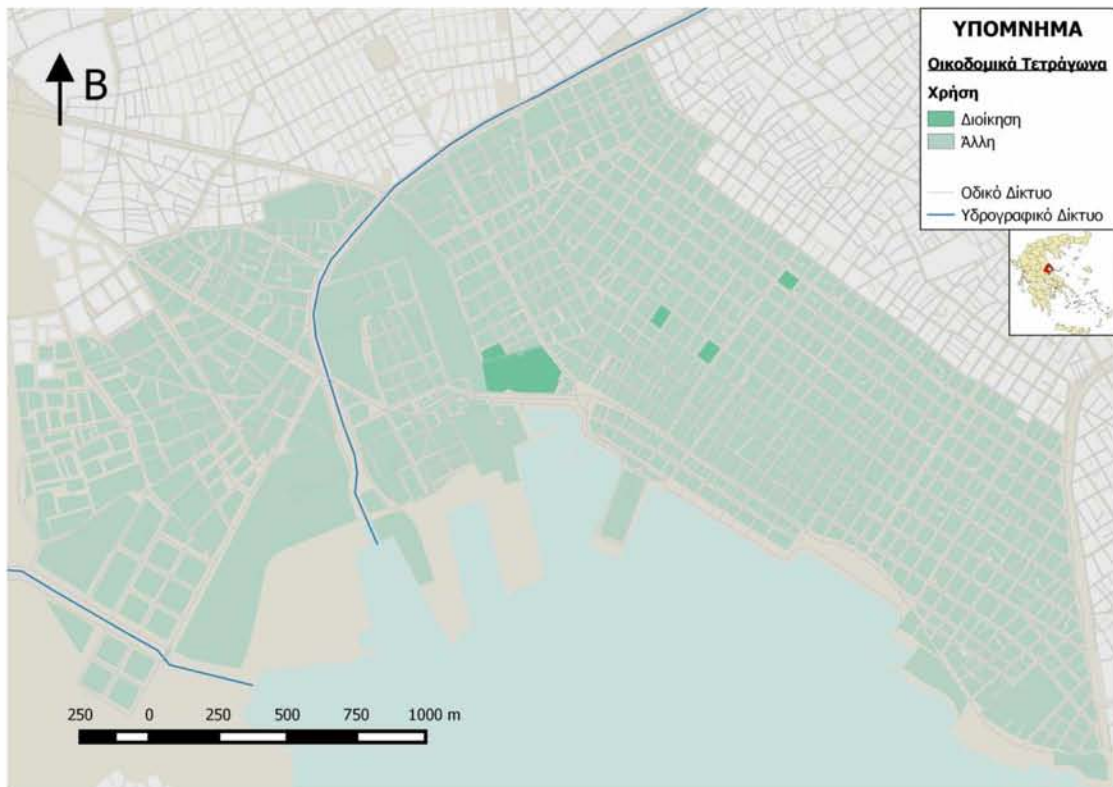 B
ΥΠΟΜΝΗΜΑ
Οικοδομικά Τετράγωνα
Χρήση
Διοίκηση
Άλλη
Οδικό Δίκτυο
Υδρογραφικό Δίκτυο
250 0 250 500 750 1000 m